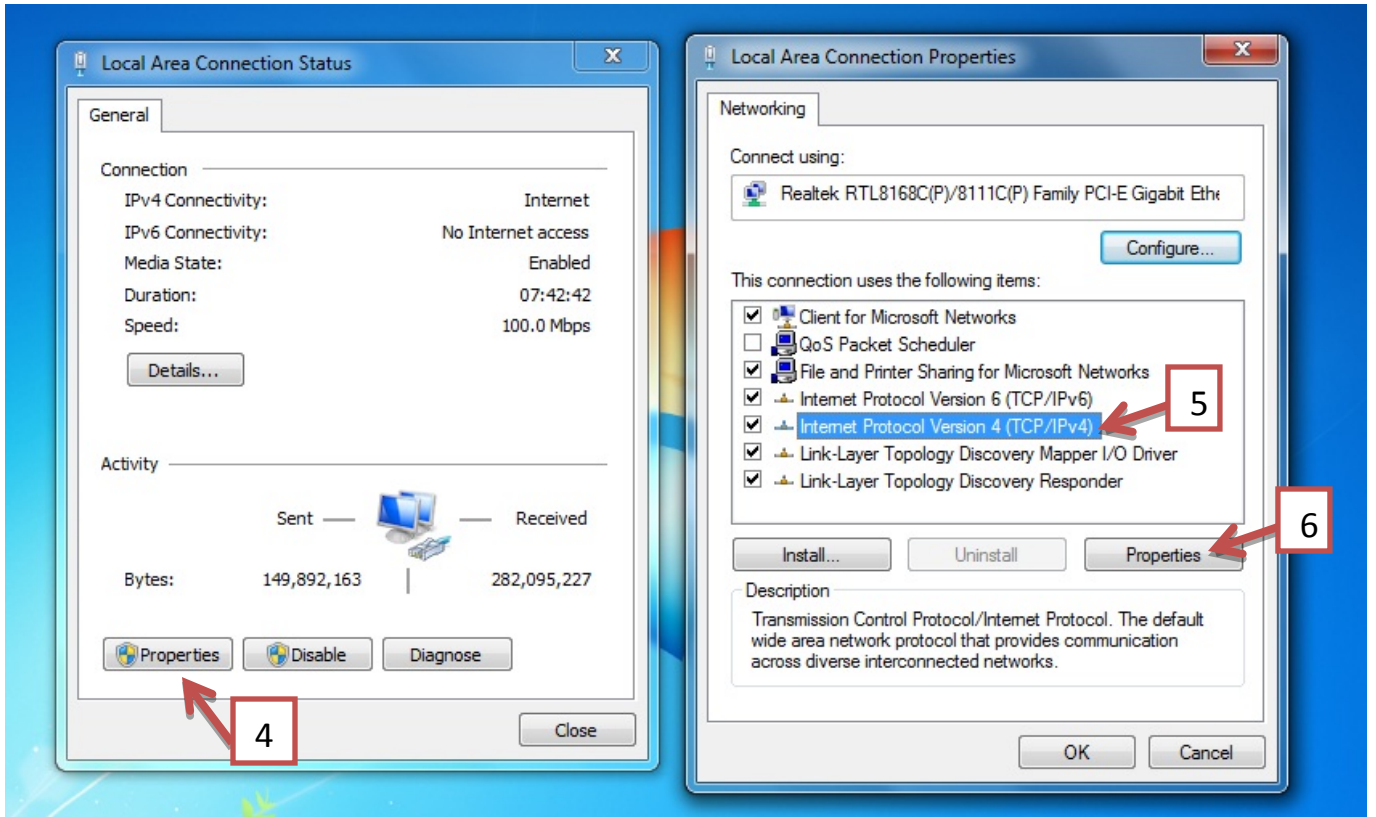 Local Area Connection Status
General
Connection
IPv4 Connectivity: Internet
IPv6 Connectivity: No Internet access
Media State: Enabled
Duration: 07:42:42
Speed: 100.0 Mbps
Details...
Activity
Sent Received
Bytes: 149,892,163 282,095,227
Properties Disable Diagnose
4
Close
Local Area Connection Properties
Networking
Connect using:
Realtek RTL8168C(P)/8111C(P) Family PCI-E Gigabit Ethe
Configure...
This connection uses the following items:
Client for Microsoft Networks
QoS Packet Scheduler
File and Printer Sharing for Microsoft Networks
Internet Protocol Version 6 (TCP/IPv6)
5
Internet Protocol Version 4 (TCP/IPv4)
Link-Layer Topology Discovery Mapper I/O Driver
Link-Layer Topology Discovery Responder
6
Install... Uninstall Properties
Description
Transmission Control Protocol/Internet Protocol. The default
wide area network protocol that provides communication
across diverse interconnected networks.
OK Cancel